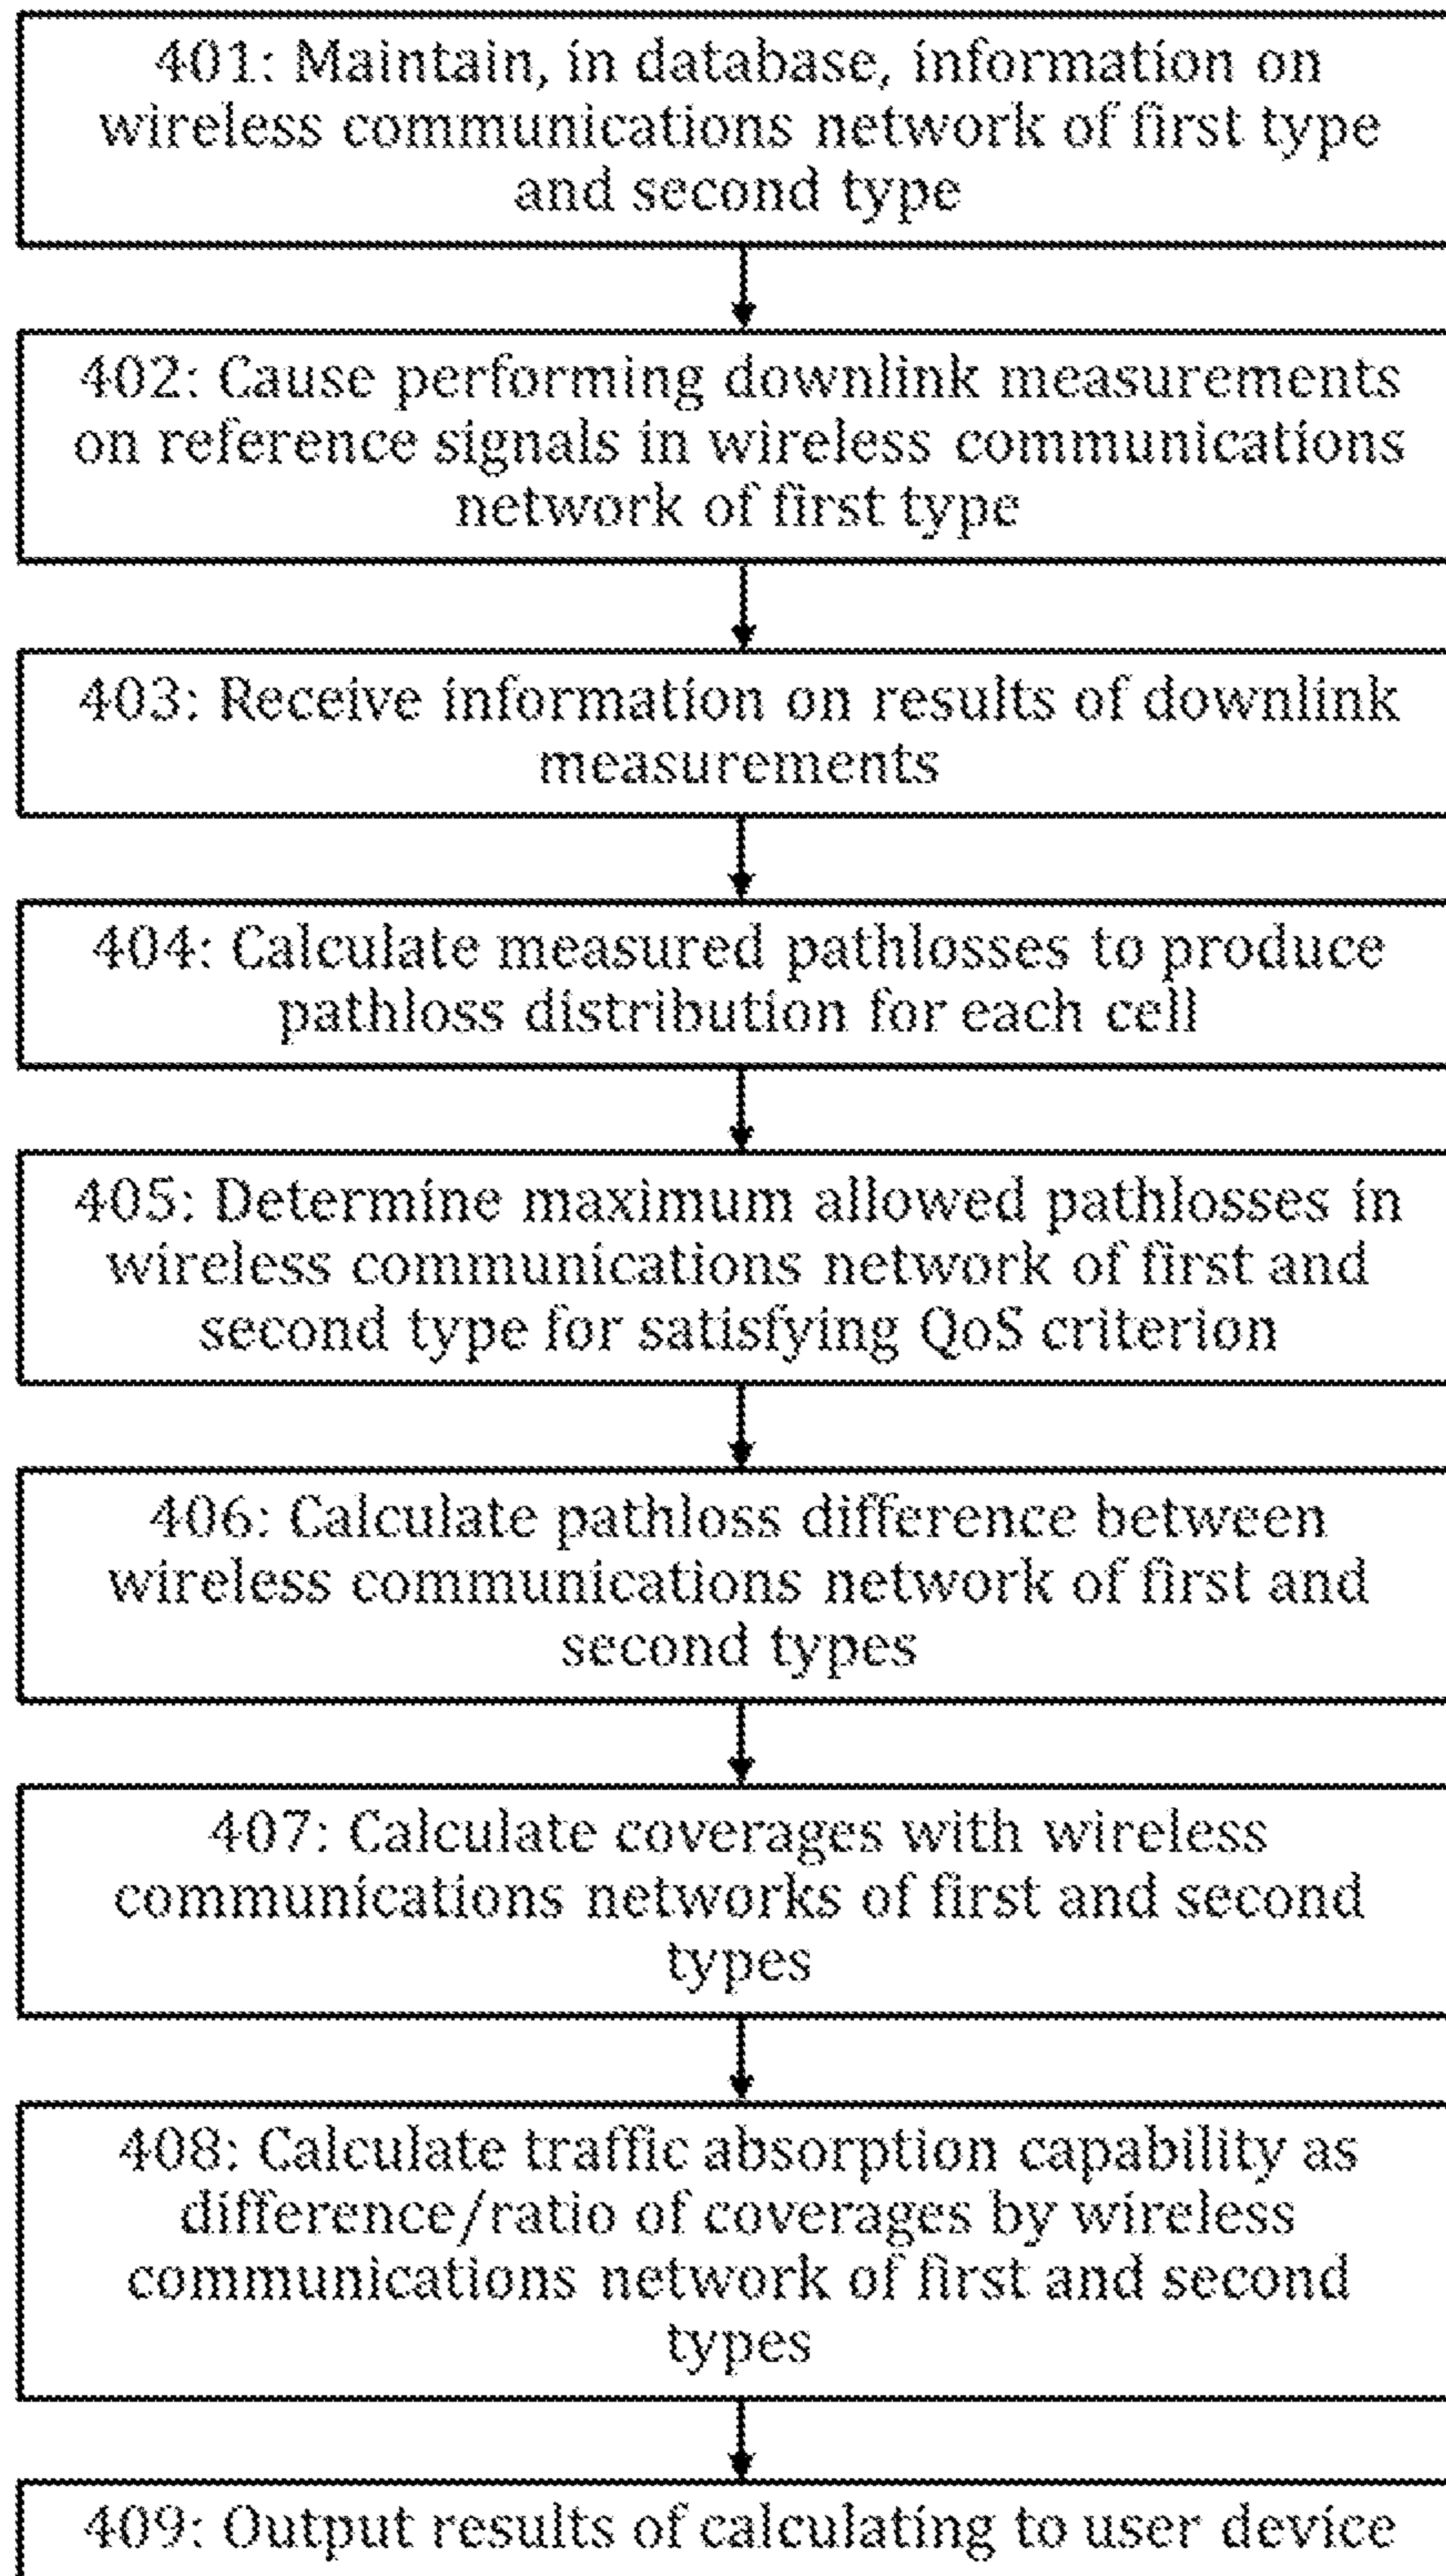 401: Maintain, in database, information on
wireless communications network of first type
and second type
402: Cause performing downlink measurements
on reference signals in wireless communications
network of first type
403: Receive information on results of downlink
measurements
404: Calculate measured pathlosses to produce
pathloss distribution for each cell
405: Determine maximum allowed pathlosses in
wireless communications network of first and
second type for satisfying QoS criterion
406: Calculate pathloss difference between
wireless communications network of first and
second types
407: Calculate coverages with wireless
communications networks of first and second
types
408: Calculate traffic absorption capability as
difference/ratio of coverages by wireless
communications network of first and second
types
409: Output results of calculating to user device